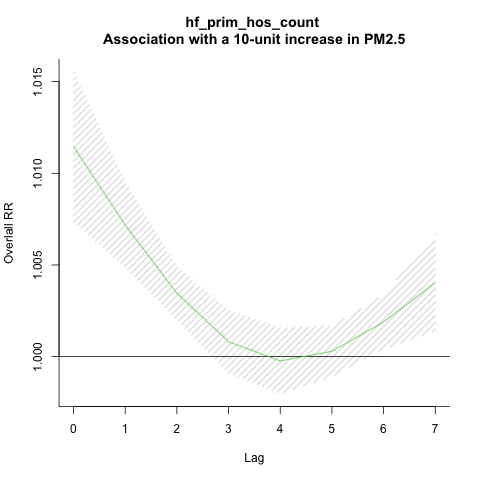 hf_prim_hos_count
Association with a 10-unit increase in PM2.5
1.015
1.010
1.005
1.000
Overlall RR
0 1 2 3 4 5 6 7
Lag